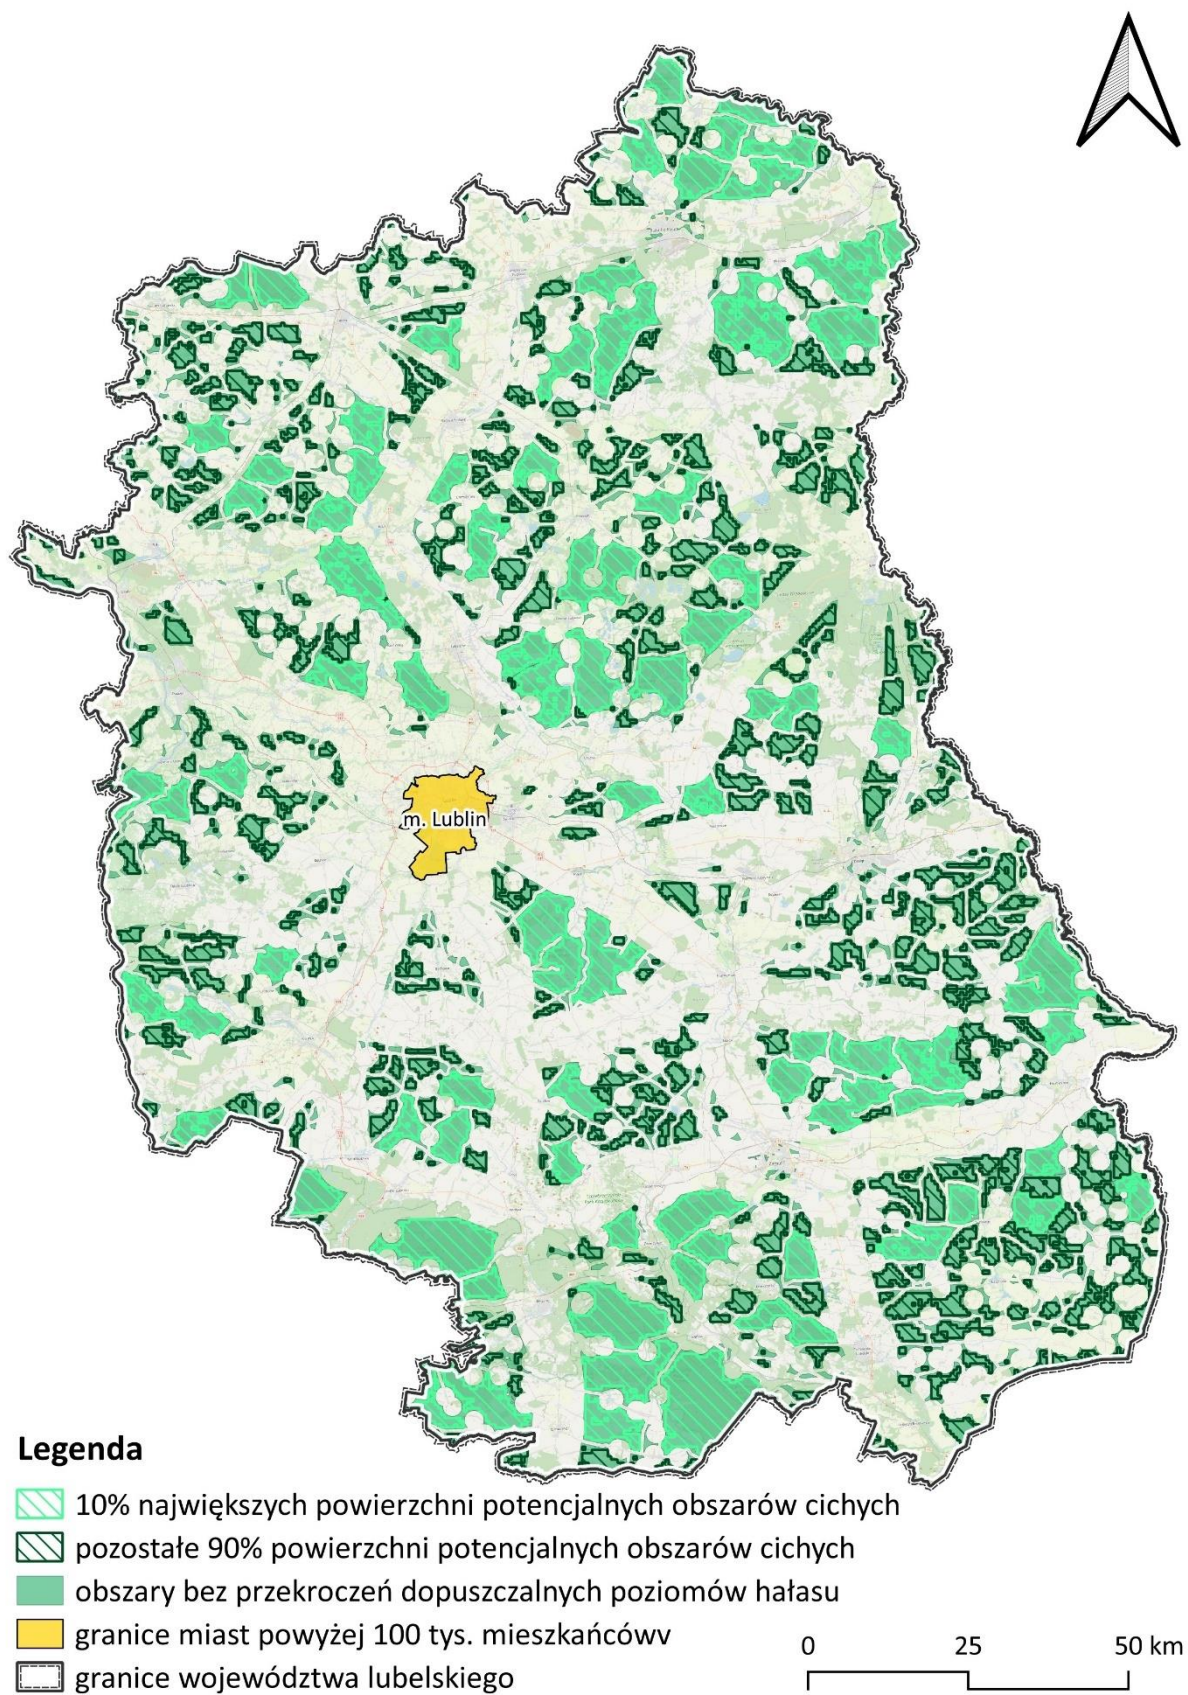 m. Lublin
Legenda
10% największych powierzchni potencjalnych obszarów cichych
pozostałe 90% powierzchni potencjalnych obszarów cichych
obszary bez przekroczeń dopuszczalnych poziomów hałasu
granice miast powyżej 100 tys. mieszkańcówv
granice województwa lubelskiego
0 25 50 km